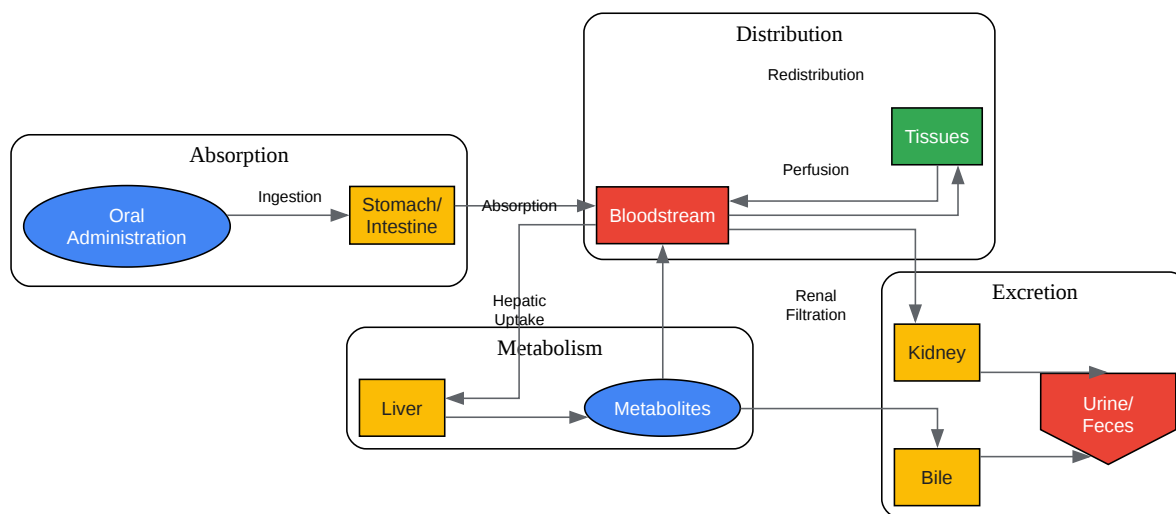 Distribution
Redistribution
Tissues
Absorption
Perfusion
Ingestion
Oral
Administration
Stomach/
Intestine
Absorption
Bloodstream
Hepatic
Uptake
Renal
Filtration
Excretion
Metabolism
Kidney
Liver
Metabolites
Urine/
Feces
Bile